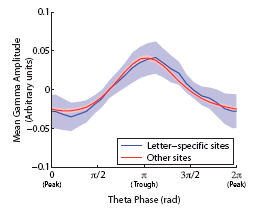 0.1
0.05
0
−0.05
−0.1
Mean Gamma Amplitude
(Arbitrary units)
Letter−specific sites
Other sites
0 π/2 π 3π/2 2π
(Peak) (Trough) (Peak)
Theta Phase (rad)